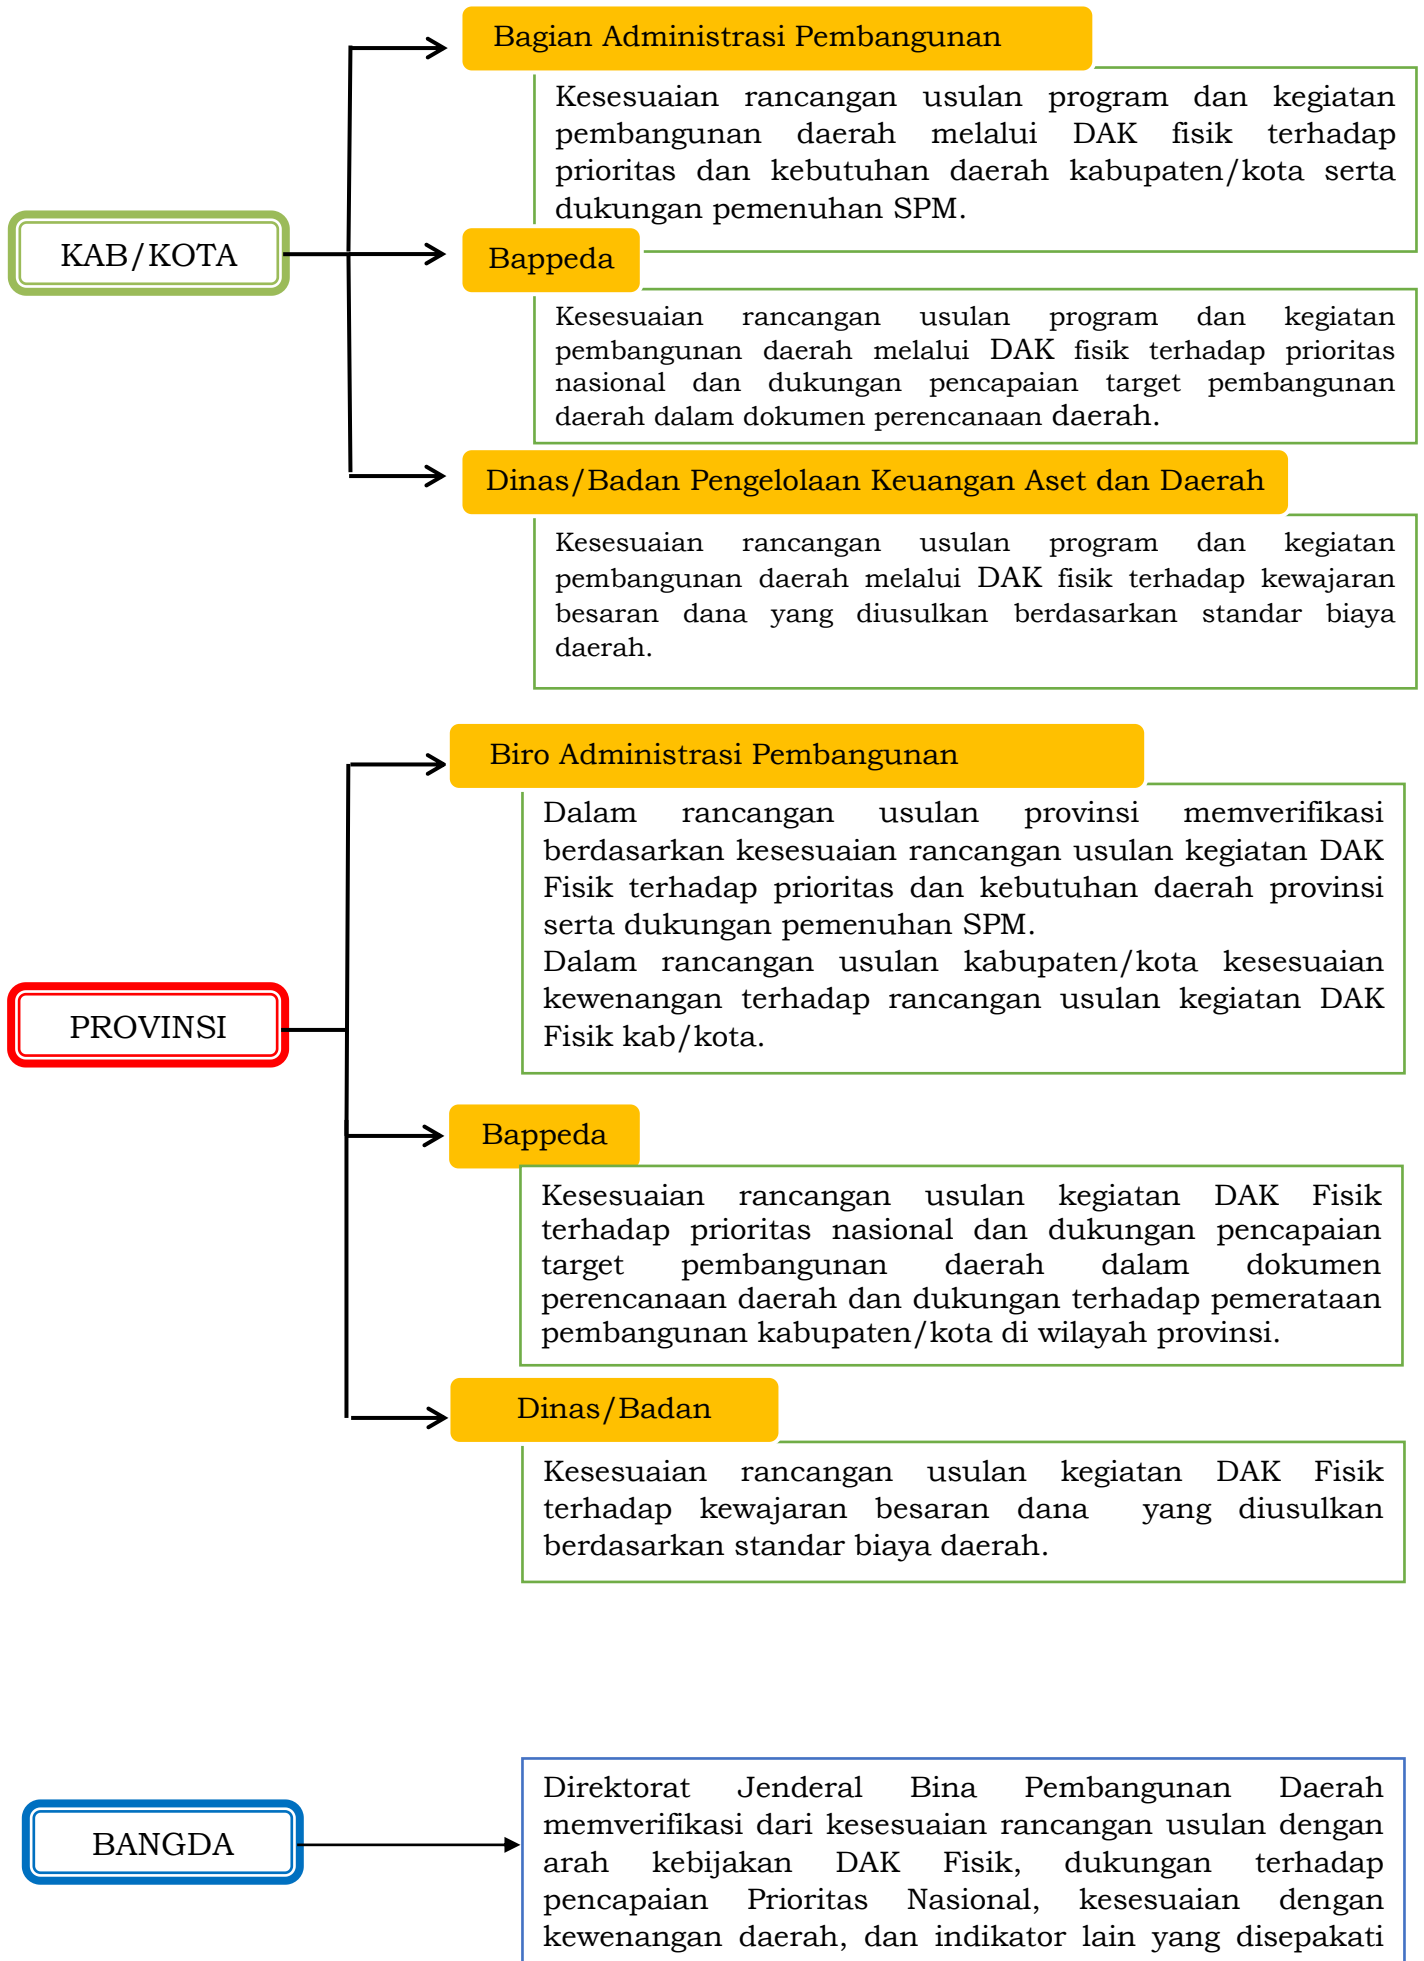 Bagian Administrasi Pembangunan
Kesesuaian rancangan usulan program dan kegiatan
pembangunan daerah melalui DAK fisik terhadap
prioritas dan kebutuhan daerah kabupaten/kota serta
dukungan pemenuhan SPM.
KAB/KOTA
Bappeda
Kesesuaian rancangan usulan program dan kegiatan
pembangunan daerah melalui DAK fisik terhadap prioritas
nasional dan dukungan pencapaian target pembangunan
daerah dalam dokumen perencanaan daerah.
Dinas/Badan Pengelolaan Keuangan Aset dan Daerah
Kesesuaian rancangan usulan program dan kegiatan
pembangunan daerah melalui DAK fisik terhadap kewajaran
besaran dana yang diusulkan berdasarkan standar biaya
daerah.
Biro Administrasi Pembangunan
Dalam rancangan usulan provinsi memverifikasi
berdasarkan kesesuaian rancangan usulan kegiatan DAK
Fisik terhadap prioritas dan kebutuhan daerah provinsi
serta dukungan pemenuhan SPM.
Dalam rancangan usulan kabupaten/kota kesesuaian
kewenangan terhadap rancangan usulan kegiatan DAK
Fisik kab/kota.
PROVINSI
Bappeda
Kesesuaian rancangan usulan kegiatan DAK Fisik
terhadap prioritas nasional dan dukungan pencapaian
target pembangunan daerah dalam dokumen
perencanaan daerah dan dukungan terhadap pemerataan
pembangunan kabupaten/kota di wilayah provinsi.
Dinas/Badan
Kesesuaian rancangan usulan kegiatan DAK Fisik
terhadap kewajaran besaran dana yang diusulkan
berdasarkan standar biaya daerah.
BANGDA
Direktorat Jenderal Bina Pembangunan Daerah
memverifikasi dari kesesuaian rancangan usulan dengan
arah kebijakan DAK Fisik, dukungan terhadap
pencapaian Prioritas Nasional, kesesuaian dengan
kewenangan daerah, dan indikator lain yang disepakati